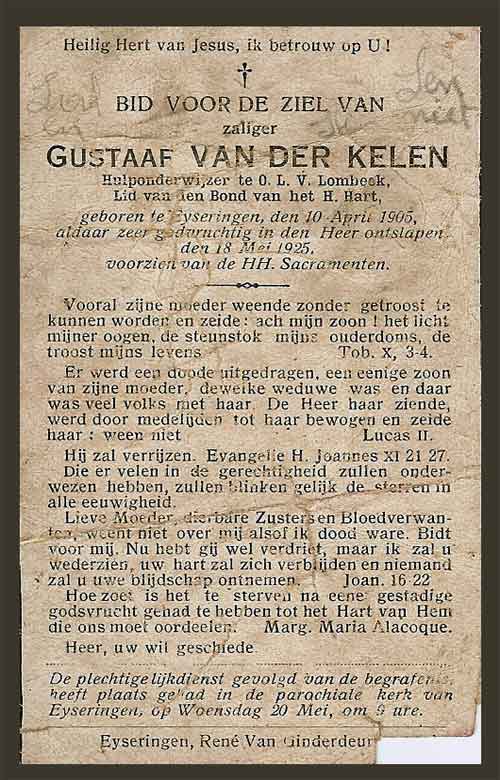 Heilig Hert van Jesus, ik betrouw op U!
BID VOOR DE ZIEL VAN
zaliger
GUSTAAF VAN DER KELEN
Hulponderwijzer te O. L. V. Lombeek,
Lid van den Bond van het H. Hart,
geboren te Eyseringen, den 10 April 1905,
aldaar zeer godvruchtig in den Heer ontslapen
den 18 Mei 1925,
voorzien van de HH. Sacramenten.
Vooral zijne moeder weende zonder getroost te
kunnen worden en zeide: ach mijn zoon! het licht
mijner oogen, de steunstok mijns ouderdoms, de
troost mijns levens Tob. X, 3-4.
Er werd een doode uitgedragen, een eenige zoon
van zijne moeder, dewelke weduwe was en daar
was veel volks met haar. De Heer haar ziende,
werd door medelijden tot haar bewogen en zeide
haar: ween niet Lucas II.
Hij zal verrijzen. Evangelie H. Joannes XI 21 27.
Die er velen in de gerechtigheid zullen onder-
wezen hebben, zullen blinken gelijk de sterren in
alle eeuwigheid.
Lieve Moeder, dierbare Zusters en Bloedverwan-
ten, weent niet over mij alsof ik dood ware. Bidt
voor mij. Nu hebt gij wel verdriet, maar ik zal u
wederzien, uw hart zal zich verblijden en niemand
zal u uwe blijdschap ontnemen. Joan. 16-22
Hoe zoet is het te sterven na eene gestadige
godsvrucht gehad te hebben tot het Hart van Hem
die ons moet oordeelen. Marg. Maria Alacoque.
Heer, uw wil geschiede.
De plechtige lijkdienst gevolgd van de begrafenis
heeft plaats gehad in de parochiale kerk van
Eyseringen, op Woensdag 20 Mei, om 9 ure.
Eyseringen, René Van Ginderdeur
niet